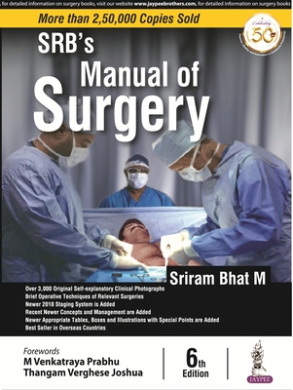 for detailed information on surgery books, visit our website www.jaypeebrothers.com, for detailed information on surgery books
More than 2,50,000 Copies Sold
Celebrating
50
SRB's
Manual of
Surgery
Sriram Bhat M
Over 3,000 Original Self-explanatory Clinical Photographs
Brief Operative Techniques of Relevant Surgeries
Newer 2018 Staging System is Added
Recent Newer Concepts and Management are Added
Newer Appropriate Tables, Boxes and Illustrations with Special Points are Added
Best Seller in Overseas Countries
Forewords
M Venkatraya Prabhu
Thangam Verghese Joshua
6th
Edition
JAYPEE